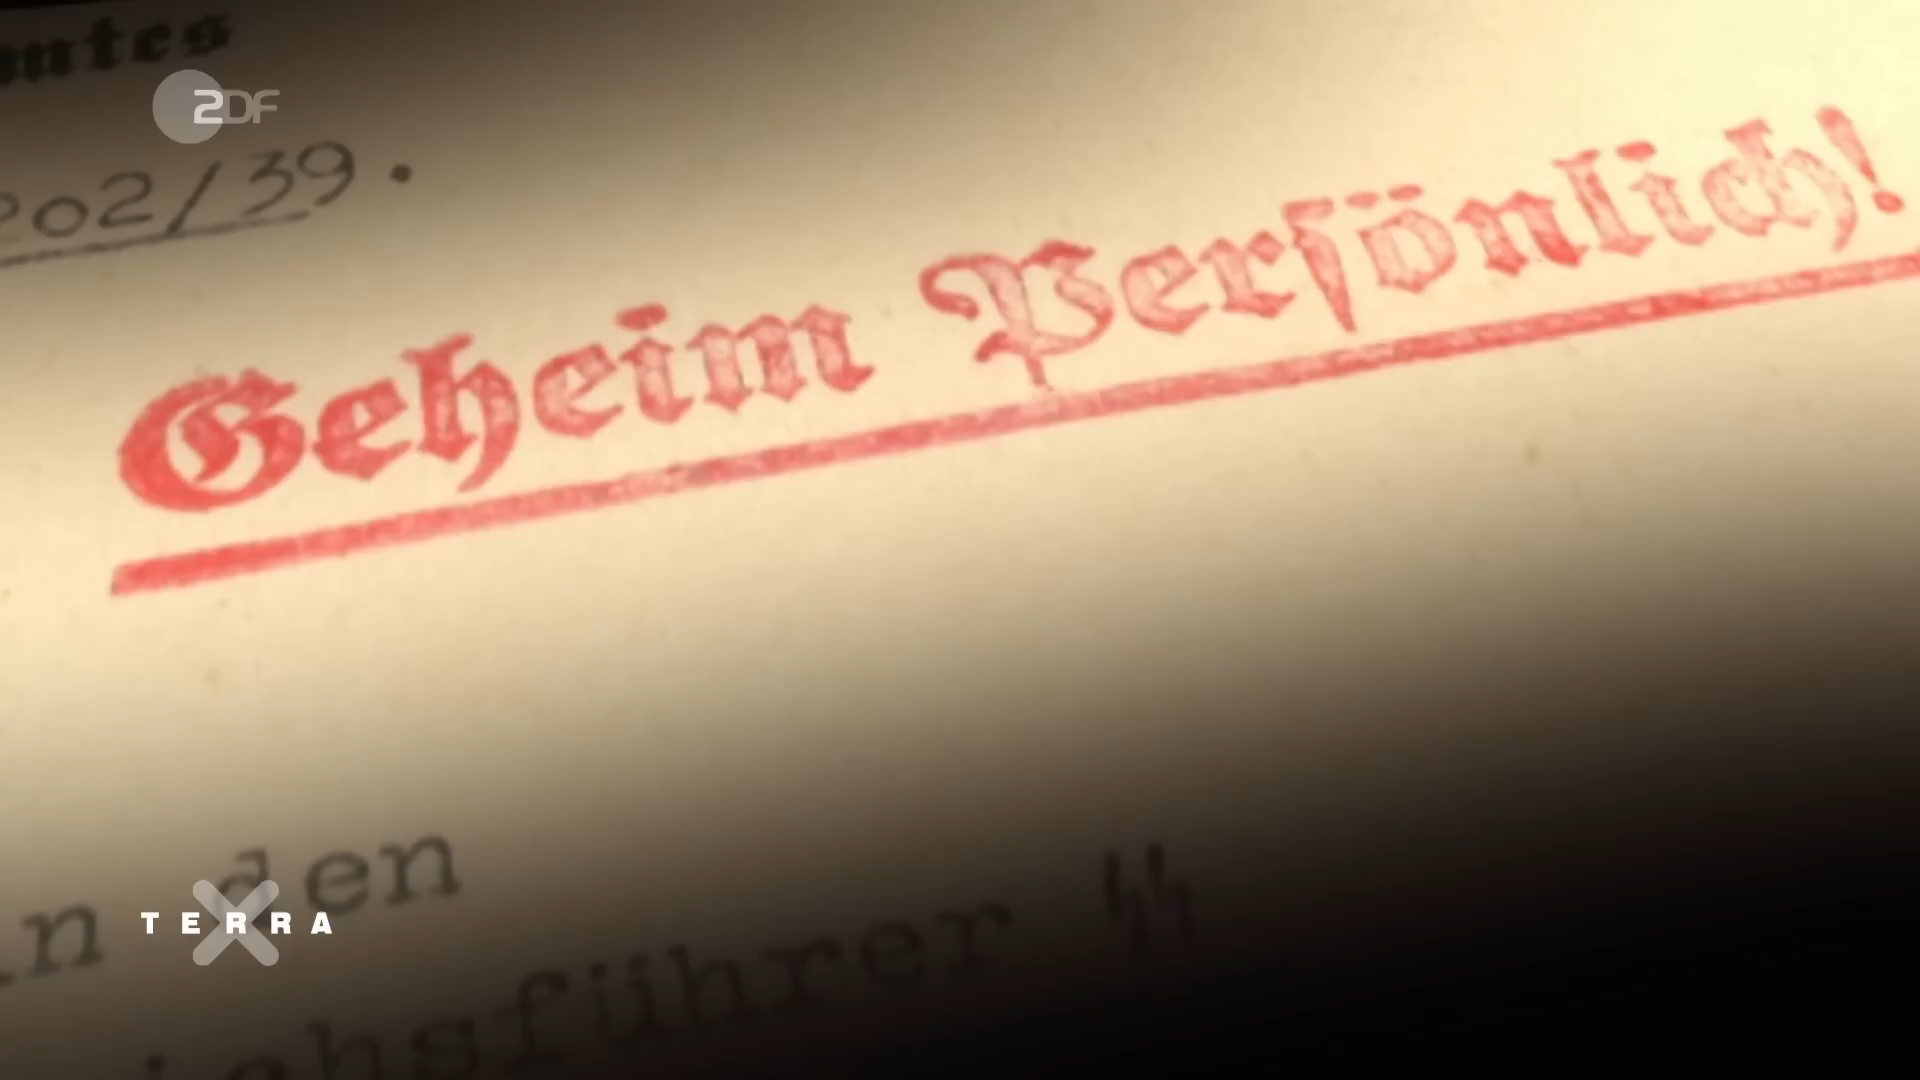 ZDF
202/39.
Geheim Persönlich!
den
TERRA X